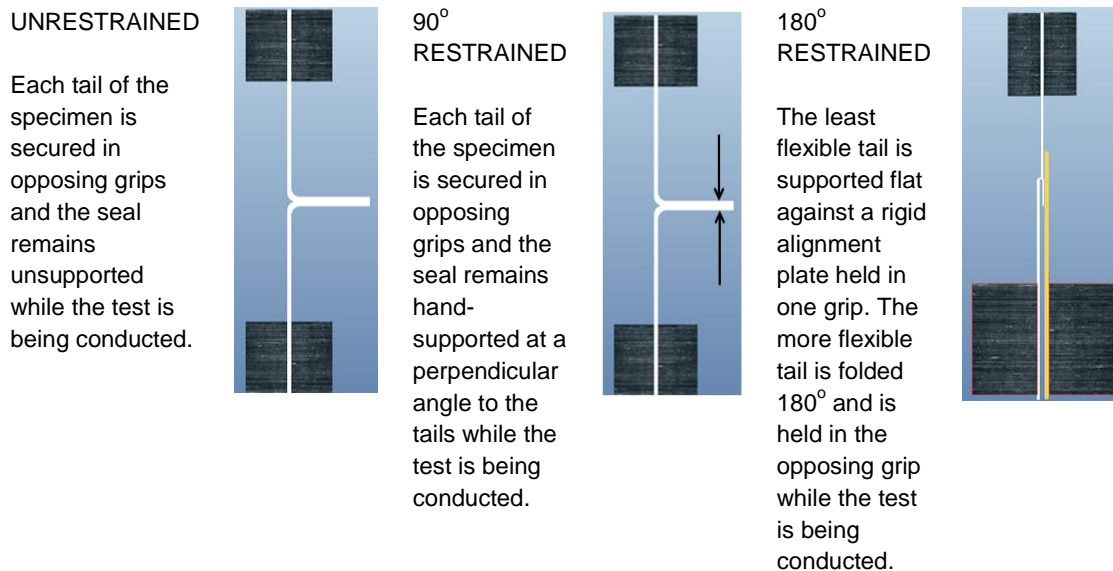 UNRESTRAINED
Each tail of the
specimen is
secured in
opposing grips
and the seal
remains
unsupported
while the test is
being conducted.
90°
RESTRAINED
Each tail of
the specimen
is secured in
opposing
grips and the
seal remains
hand-
supported at a
perpendicular
angle to the
tails while the
test is being
conducted.
180°
RESTRAINED
The least
flexible tail is
supported flat
against a rigid
alignment
plate held in
one grip. The
more flexible
tail is folded
180° and is
held in the
opposing grip
while the test
is being
conducted.